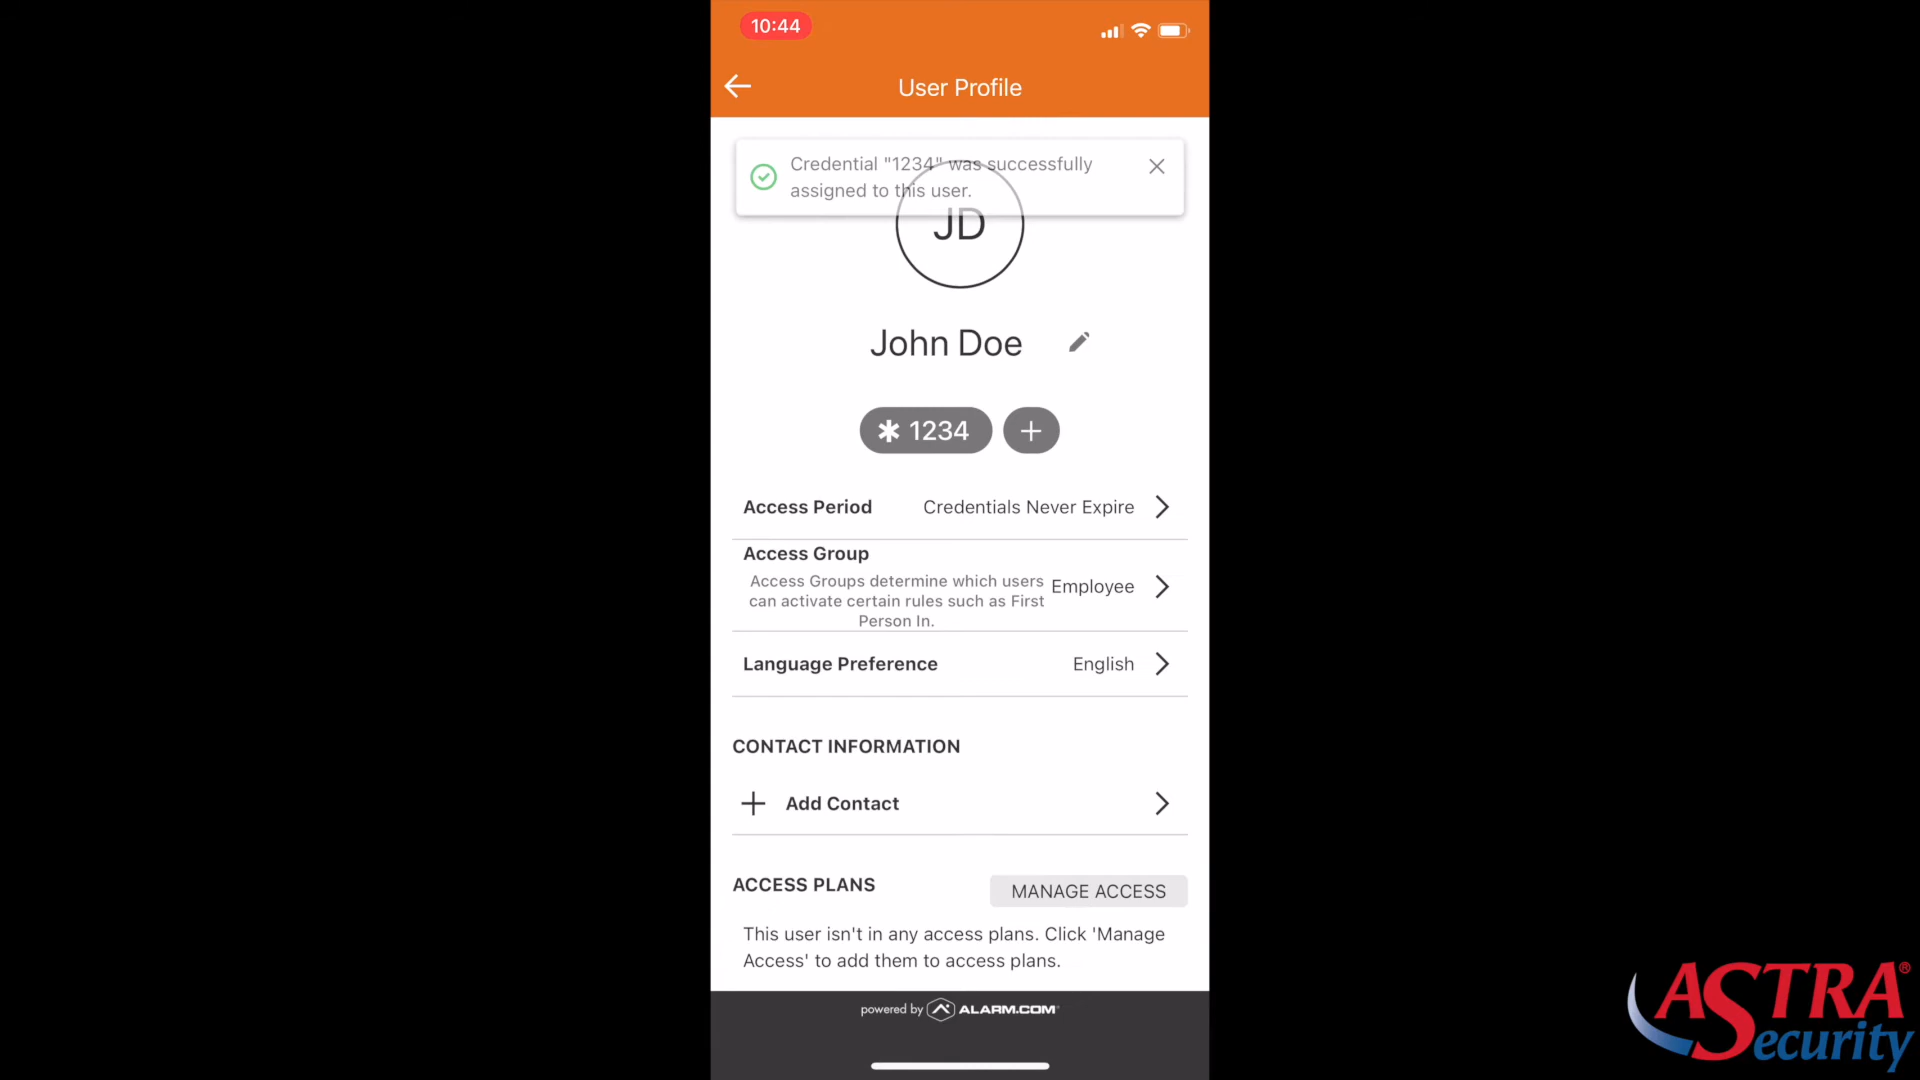 10:44
User Profile
Credential "1234" was successfully
assigned to this user.
JD
John Doe
✱ 1234 +
Access Period Credentials Never Expire
Access Group
Access Groups determine which users
can activate certain rules such as First
Person In.
Employee
Language Preference English
CONTACT INFORMATION
+ Add Contact
ACCESS PLANS MANAGE ACCESS
This user isn't in any access plans. Click 'Manage
Access' to add them to access plans.
powered by ALARM.COM
ASTRA®
Security